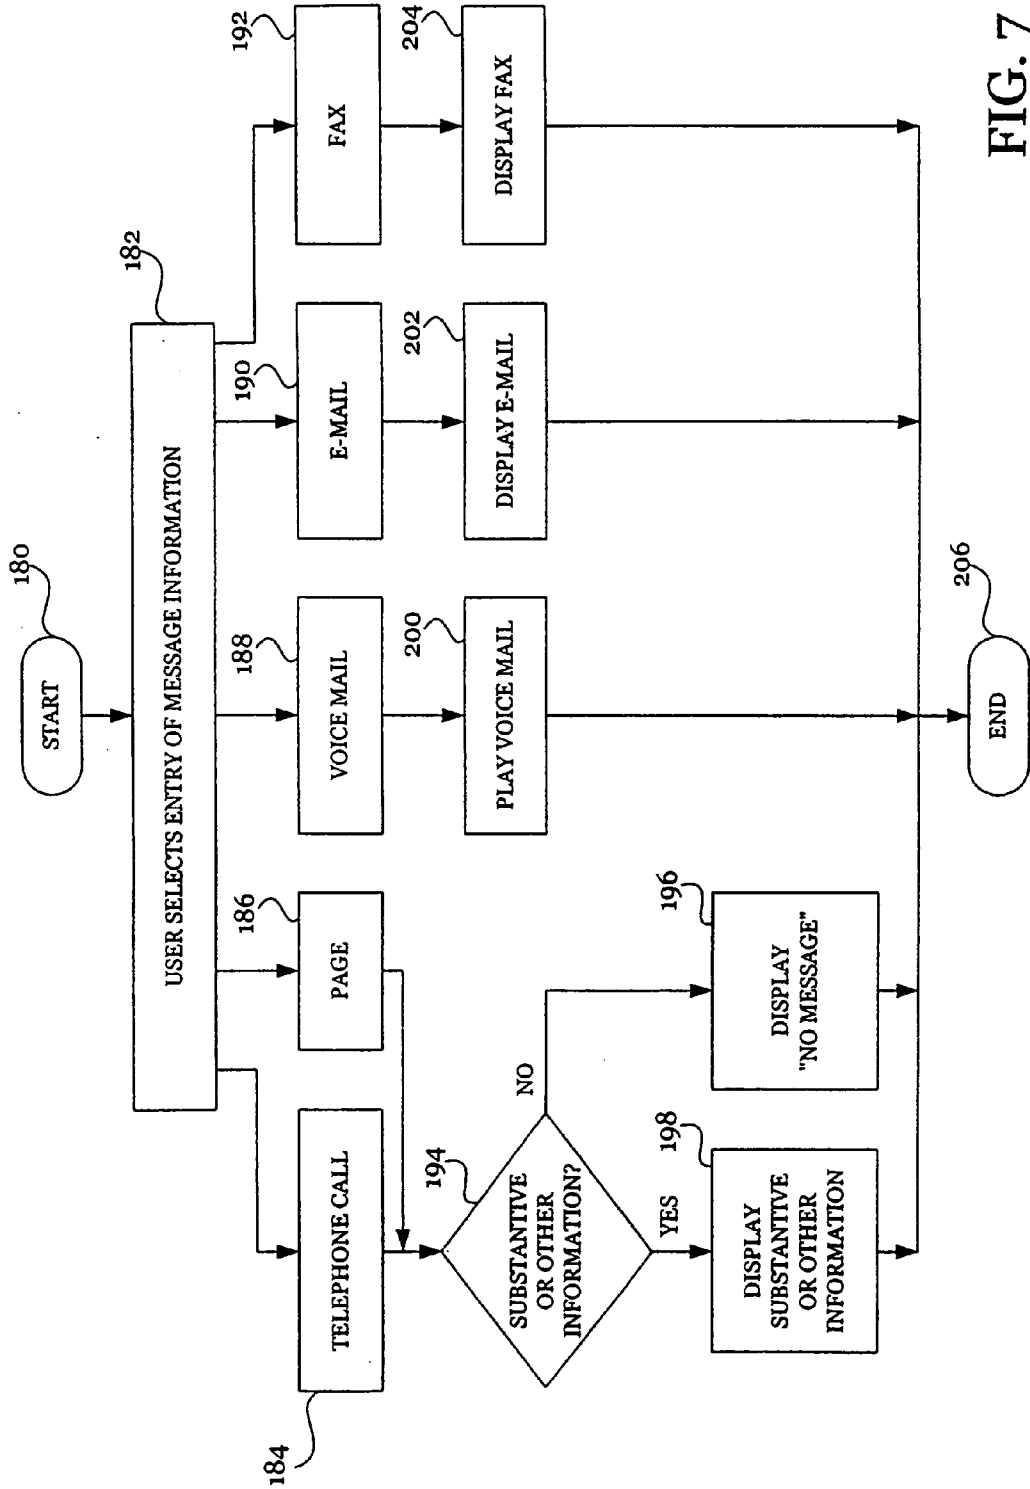 START
180
USER SELECTS ENTRY OF MESSAGE INFORMATION
182
184
TELEPHONE CALL
186
PAGE
188
VOICE MAIL
190
E-MAIL
192
FAX
194
SUBSTANTIVE
OR OTHER
INFORMATION?
NO
YES
200
PLAY VOICE MAIL
202
DISPLAY E-MAIL
204
DISPLAY FAX
198
DISPLAY
SUBSTANTIVE
OR OTHER
INFORMATION
196
DISPLAY
"NO MESSAGE"
206
END
FIG. 7